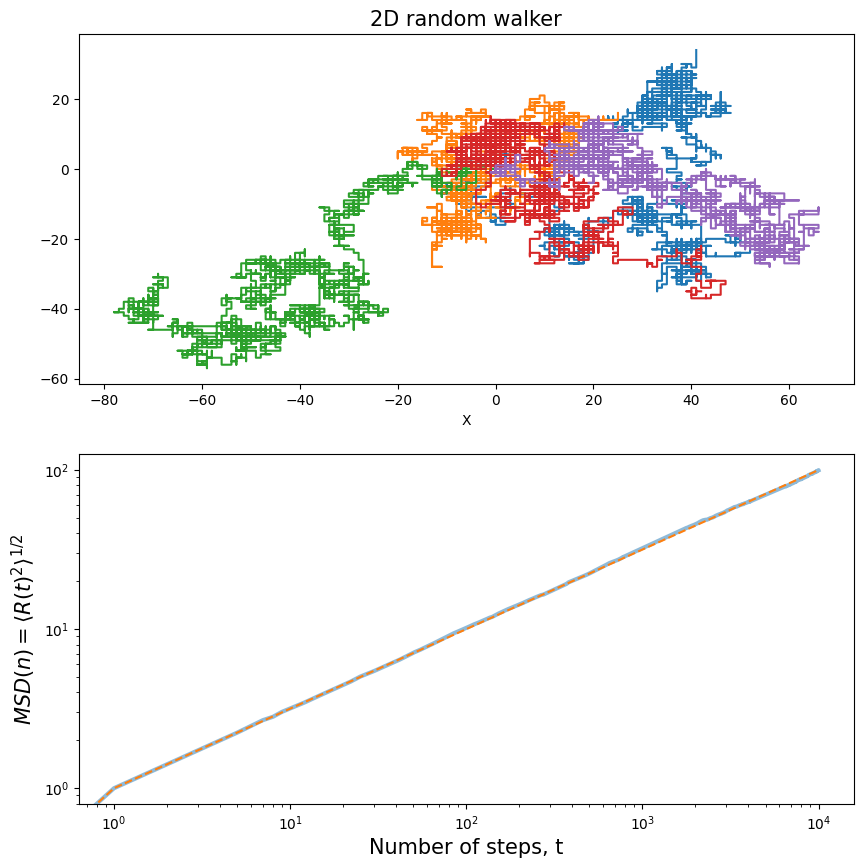 2D random walker
20
0
−20
−40
−60
−80 −60 −40 −20 0 20 40 60
X
MSD(n) = ⟨R(t)²⟩^{1/2}
10²
10¹
10⁰
10⁰ 10¹ 10² 10³ 10⁴
Number of steps, t